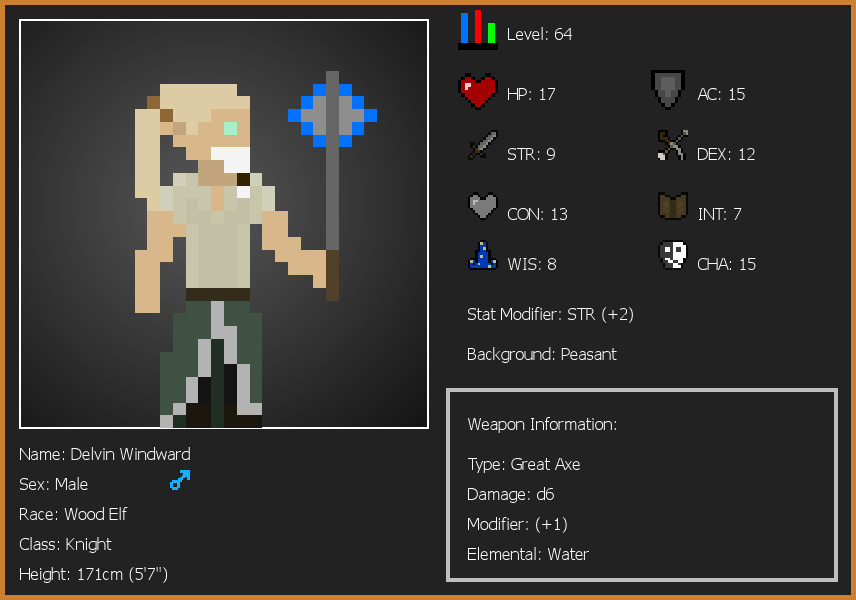 Level: 64
HP: 17
AC: 15
STR: 9
DEX: 12
CON: 13
INT: 7
WIS: 8
CHA: 15
Stat Modifier: STR (+2)
Background: Peasant
Weapon Information:
Type: Great Axe
Damage: d6
Modifier: (+1)
Elemental: Water
Name: Delvin Windward
Sex: Male
Race: Wood Elf
Class: Knight
Height: 171cm (5'7")